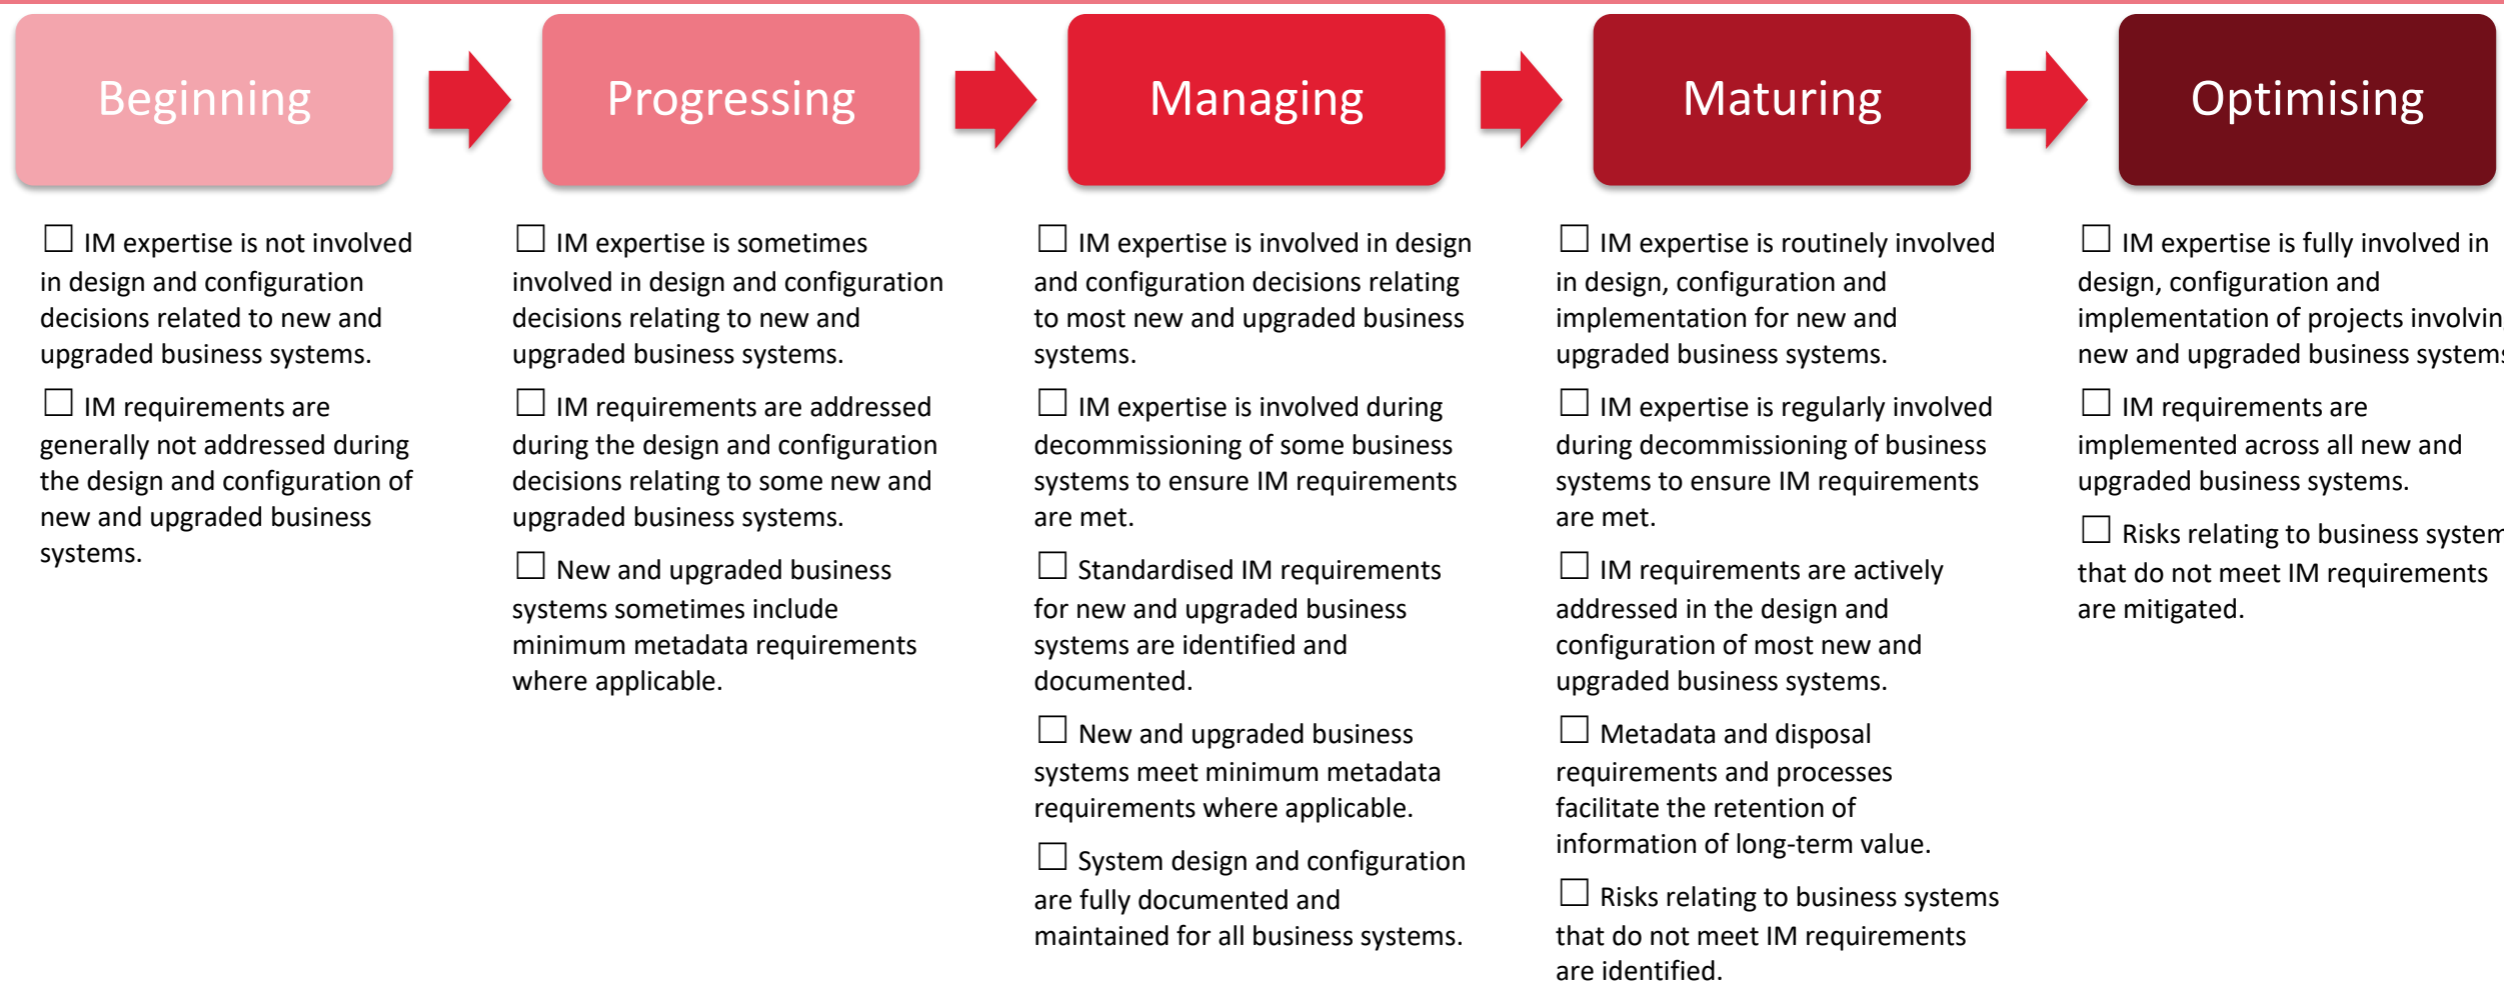 Beginning
Progressing
Managing
Maturing
Optimising
☐ IM expertise is not involved
in design and configuration
decisions related to new and
upgraded business systems.
☐ IM requirements are
generally not addressed during
the design and configuration of
new and upgraded business
systems.
☐ IM expertise is sometimes
involved in design and configuration
decisions relating to new and
upgraded business systems.
☐ IM requirements are addressed
during the design and configuration
decisions relating to some new and
upgraded business systems.
☐ New and upgraded business
systems sometimes include
minimum metadata requirements
where applicable.
☐ IM expertise is involved in design
and configuration decisions relating
to most new and upgraded business
systems.
☐ IM expertise is involved during
decommissioning of some business
systems to ensure IM requirements
are met.
☐ Standardised IM requirements
for new and upgraded business
systems are identified and
documented.
☐ New and upgraded business
systems meet minimum metadata
requirements where applicable.
☐ System design and configuration
are fully documented and
maintained for all business systems.
☐ IM expertise is routinely involved
in design, configuration and
implementation for new and
upgraded business systems.
☐ IM expertise is regularly involved
during decommissioning of business
systems to ensure IM requirements
are met.
☐ IM requirements are actively
addressed in the design and
configuration of most new and
upgraded business systems.
☐ Metadata and disposal
requirements and processes
facilitate the retention of
information of long-term value.
☐ Risks relating to business systems
that do not meet IM requirements
are identified.
☐ IM expertise is fully involved in
design, configuration and
implementation of projects involvin
new and upgraded business system
☐ IM requirements are
implemented across all new and
upgraded business systems.
☐ Risks relating to business system
that do not meet IM requirements
are mitigated.